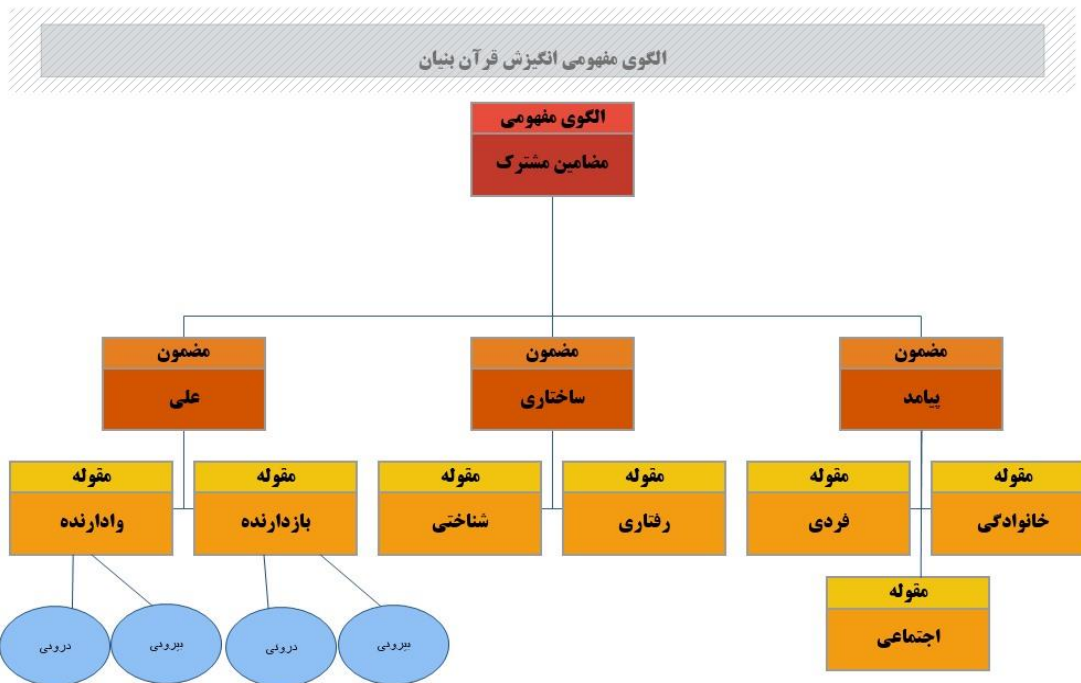 الگوی مفهومی انگیزش قرآن بنیان
الگوی مفهومی
مضامین مشترک
مضمون
پیامد
مضمون
ساختاری
مضمون
علی
مقوله
خانوادگی
مقوله
فردی
مقوله
رفتاری
مقوله
شناختی
مقوله
بازدارنده
مقوله
وادارنده
مقوله
اجتماعی
بیرونی
درونی
بیرونی
درونی